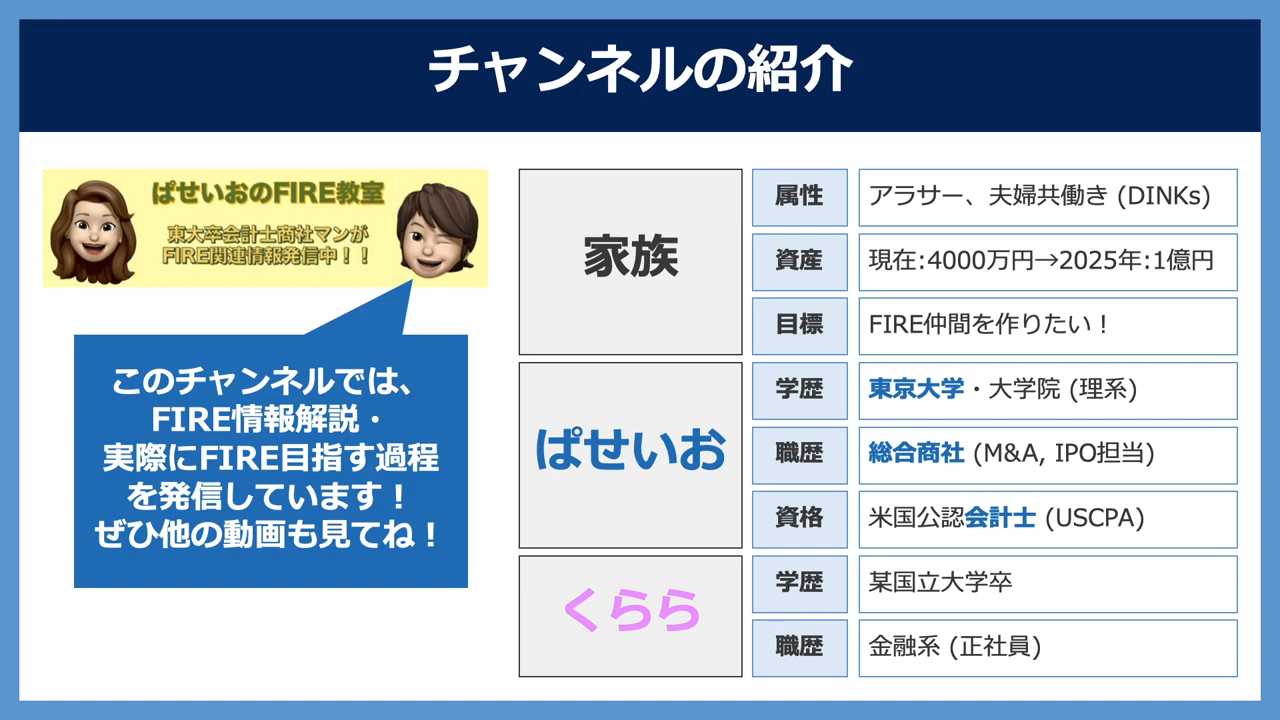 チャンネルの紹介
ぱせいおのFIRE教室
東大卒会計士商社マンが
FIRE関連情報発信中！！
このチャンネルでは、
FIRE情報解説・
実際にFIRE目指す過程
を発信しています！
ぜひ他の動画も見てね！
家族
属性 アラサー、夫婦共働き (DINKs)
資産 現在:4000万円→2025年:1億円
目標 FIRE仲間を作りたい！
ぱせいお
学歴 東京大学・大学院 (理系)
職歴 総合商社 (M&A, IPO担当)
資格 米国公認会計士 (USCPA)
くらら
学歴 某国立大学卒
職歴 金融系 (正社員)